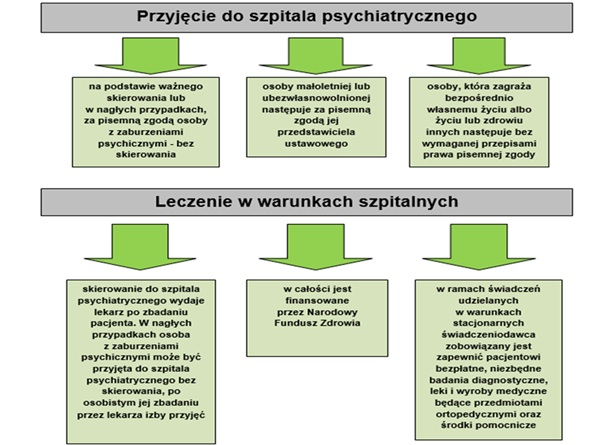 Przyjęcie do szpitala psychiatrycznego
na podstawie ważnego
skierowania lub
w nagłych przypadkach,
za pisemną zgodą osoby
z zaburzeniami
psychicznymi - bez
skierowania
osoby małoletniej lub
ubezwłasnowolnionej
następuje za pisemną
zgodą jej
przedstawiciela
ustawowego
osoby, która zagraża
bezpośrednio
własnemu życiu albo
życiu lub zdrowiu
innych następuje bez
wymaganej przepisami
prawa pisemnej zgody
Leczenie w warunkach szpitalnych
skierowanie do szpitala
psychiatrycznego wydaje
lekarz po zbadaniu
pacjenta. W nagłych
przypadkach osoba
z zaburzeniami
psychicznymi może być
przyjęta do szpitala
psychiatrycznego bez
skierowania, po
osobistym jej zbadaniu
przez lekarza izby przyjęć
w całości jest
finansowane
przez Narodowy
Fundusz Zdrowia
w ramach świadczeń
udzielanych
w warunkach
stacjonarnych
świadczeniodawca
zobowiązany jest
zapewnić pacjentowi
bezpłatne, niezbędne
badania diagnostyczne,
leki i wyroby medyczne
będące przedmiotami
ortopedycznymi oraz
środki pomocnicze